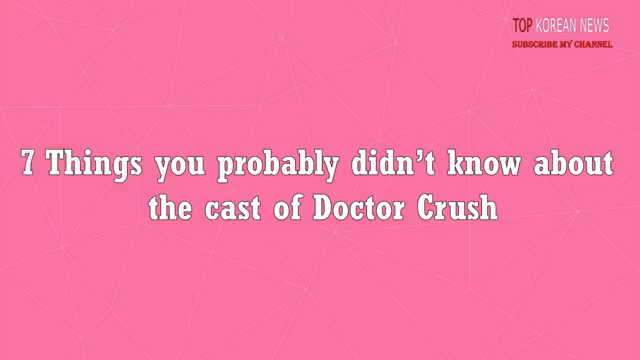 TOP KOREAN NEWS
SUBSCRIBE MY CHANNEL
7 Things you probably didn't know about
the cast of Doctor Crush